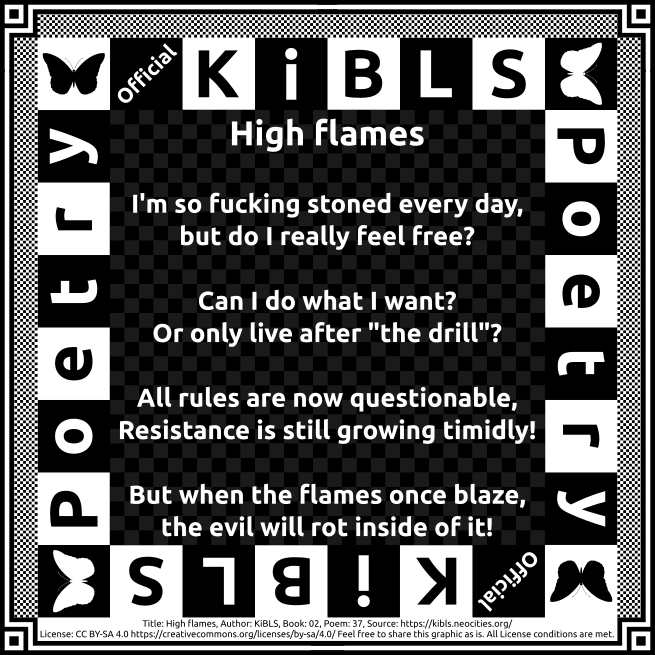 Official KiBLS
Poetry
Poetry
High flames
I'm so fucking stoned every day,
but do I really feel free?
Can I do what I want?
Or only live after "the drill"?
All rules are now questionable,
Resistance is still growing timidly!
But when the flames once blaze,
the evil will rot inside of it!
Official KiBLS
Title: High flames, Author: KiBLS, Book: 02, Poem: 37, Source: https://kibls.neocities.org/
License: CC BY-SA 4.0 https://creativecommons.org/licenses/by-sa/4.0/ Feel free to share this graphic as is. All License conditions are met.